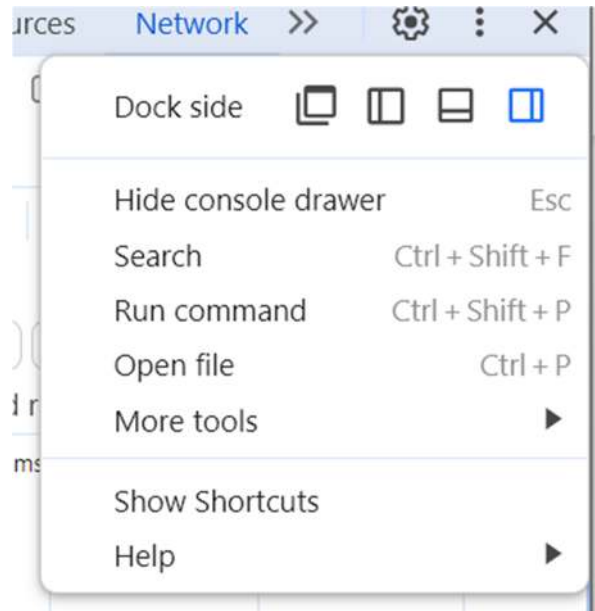 urces Network
Dock side
Hide console drawer Esc
Search Ctrl + Shift + F
Run command Ctrl + Shift + P
Open file Ctrl + P
More tools
ms
Show Shortcuts
Help